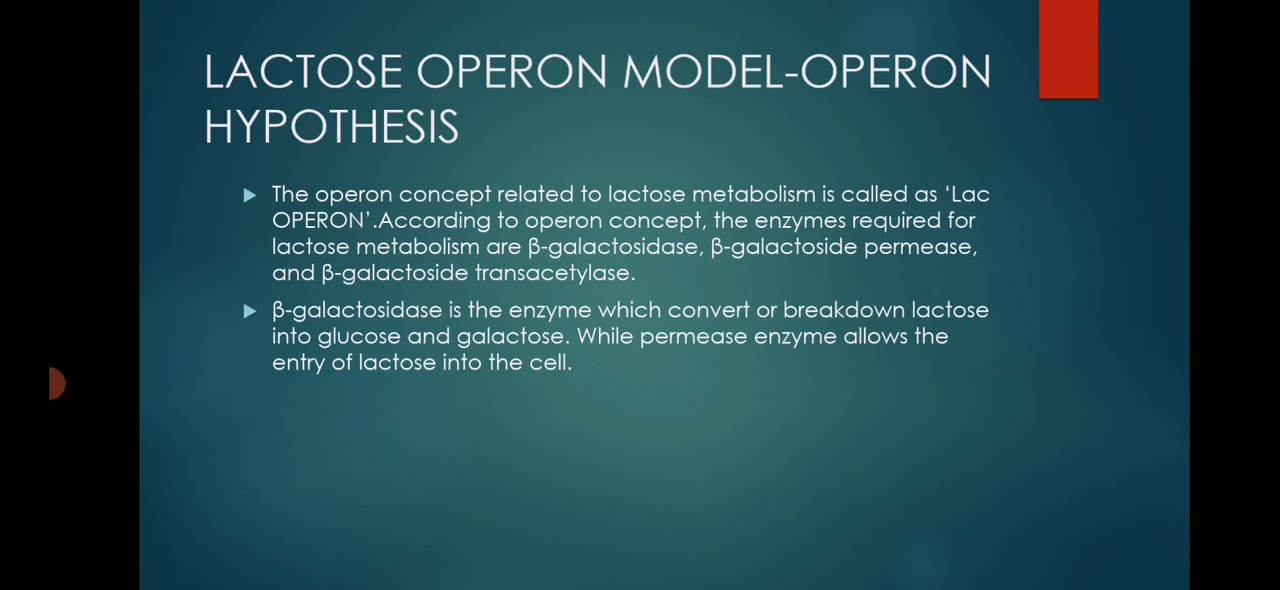 LACTOSE OPERON MODEL-OPERON
HYPOTHESIS
The operon concept related to lactose metabolism is called as ‘Lac
OPERON’.According to operon concept, the enzymes required for
lactose metabolism are β-galactosidase, β-galactoside permease,
and β-galactoside transacetylase.
β-galactosidase is the enzyme which convert or breakdown lactose
into glucose and galactose. While permease enzyme allows the
entry of lactose into the cell.